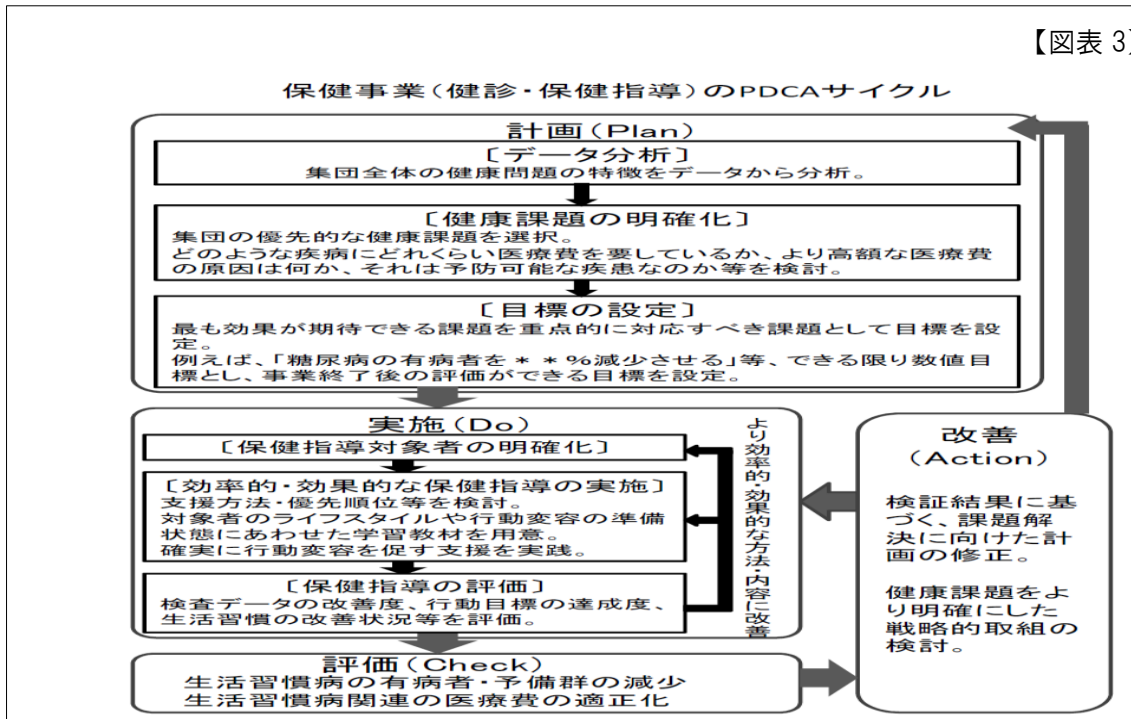 【図表 3】
保健事業(健診・保健指導)のPDCAサイクル
計画(Plan)
[データ分析]
集団全体の健康問題の特徴をデータから分析。
[健康課題の明確化]
集団の優先的な健康課題を選択。
どのような疾病にどれくらい医療費を要しているか、より高額な医療費
の原因は何か、それは予防可能な疾患なのか等を検討。
[目標の設定]
最も効果が期待できる課題を重点的に対応すべき課題として目標を設
定。
例えば、「糖尿病の有病者を**%減少させる」等、できる限り数値目
標とし、事業終了後の評価ができる目標を設定。
実施(Do)
[保健指導対象者の明確化]
[効率的・効果的な保健指導の実施]
支援方法・優先順位等を検討。
対象者のライフスタイルや行動変容の準備
状態にあわせた学習教材を用意。
確実に行動変容を促す支援を実践。
[保健指導の評価]
検査データの改善度、行動目標の達成度、
生活習慣の改善状況等を評価。
より効率的・効果的な方法・内容に改善
評価(Check)
生活習慣病の有病者・予備群の減少
生活習慣病関連の医療費の適正化
改善
(Action)
検証結果に基
づく、課題解
決に向けた計
画の修正。
健康課題をよ
り明確にした
戦略的取組の
検討。